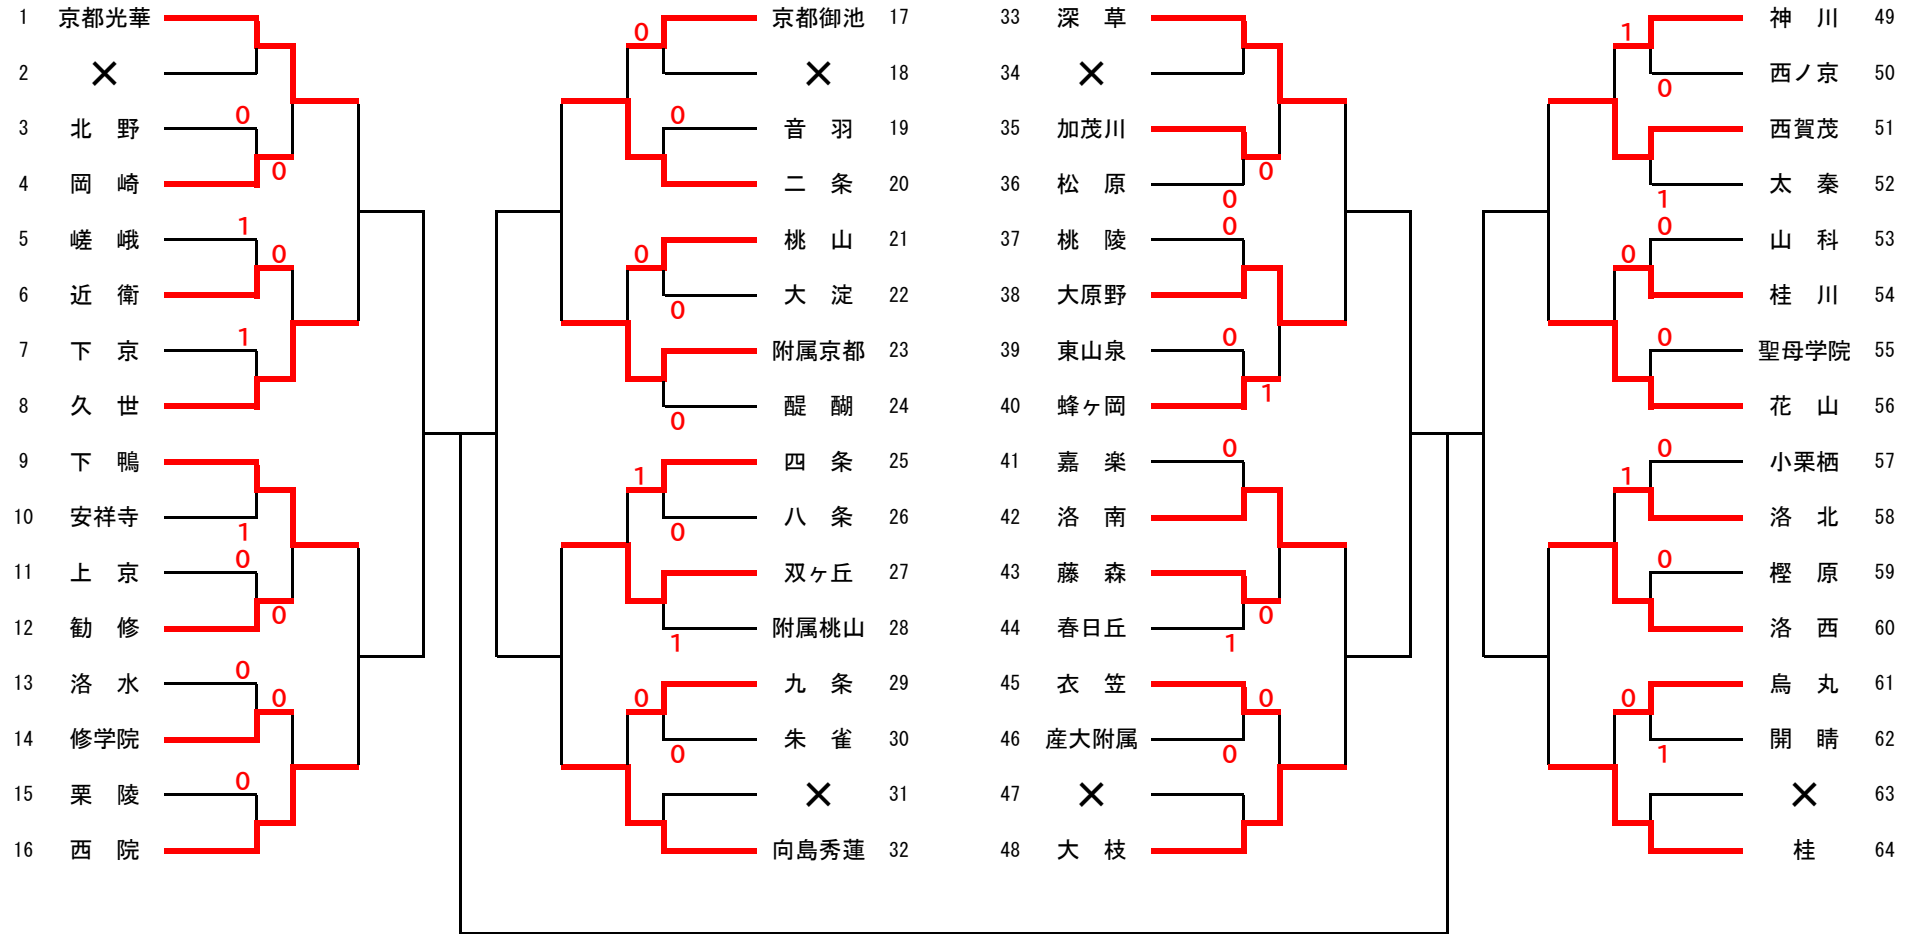 1 京都光華
2 ×
0
3 北 野
4 岡 崎
0
1
5 嵯 峨
0
6 近 衛
1
7 下 京
8 久 世
9 下 鴨
10 安祥寺
1
0
11 上 京
12 勧 修
0
0
13 洛 水
0
14 修学院
0
15 栗 陵
16 西 院
京都御池 17
0
× 18
0
音 羽 19
二 条 20
桃 山 21
0
大 淀 22
0
附属京都 23
醍 醐 24
0
四 条 25
1
八 条 26
0
双ヶ丘 27
附属桃山 28
1
九 条 29
0
朱 雀 30
0
× 31
向島秀蓮 32
33 深 草
34 ×
35 加茂川
0
36 松 原
0
0
37 桃 陵
38 大原野
0
39 東山泉
1
40 蜂ヶ岡
0
41 嘉 楽
42 洛 南
43 藤 森
0
44 春日丘
1
45 衣 笠
0
46 産大附属
0
47 ×
48 大 枝
神 川 49
1
西ノ京 50
0
西賀茂 51
太 秦 52
1
0
山 科 53
0
桂 川 54
0
聖母学院 55
花 山 56
0
小栗栖 57
1
洛 北 58
0
樫 原 59
洛 西 60
烏 丸 61
0
開 睛 62
1
× 63
桂 64